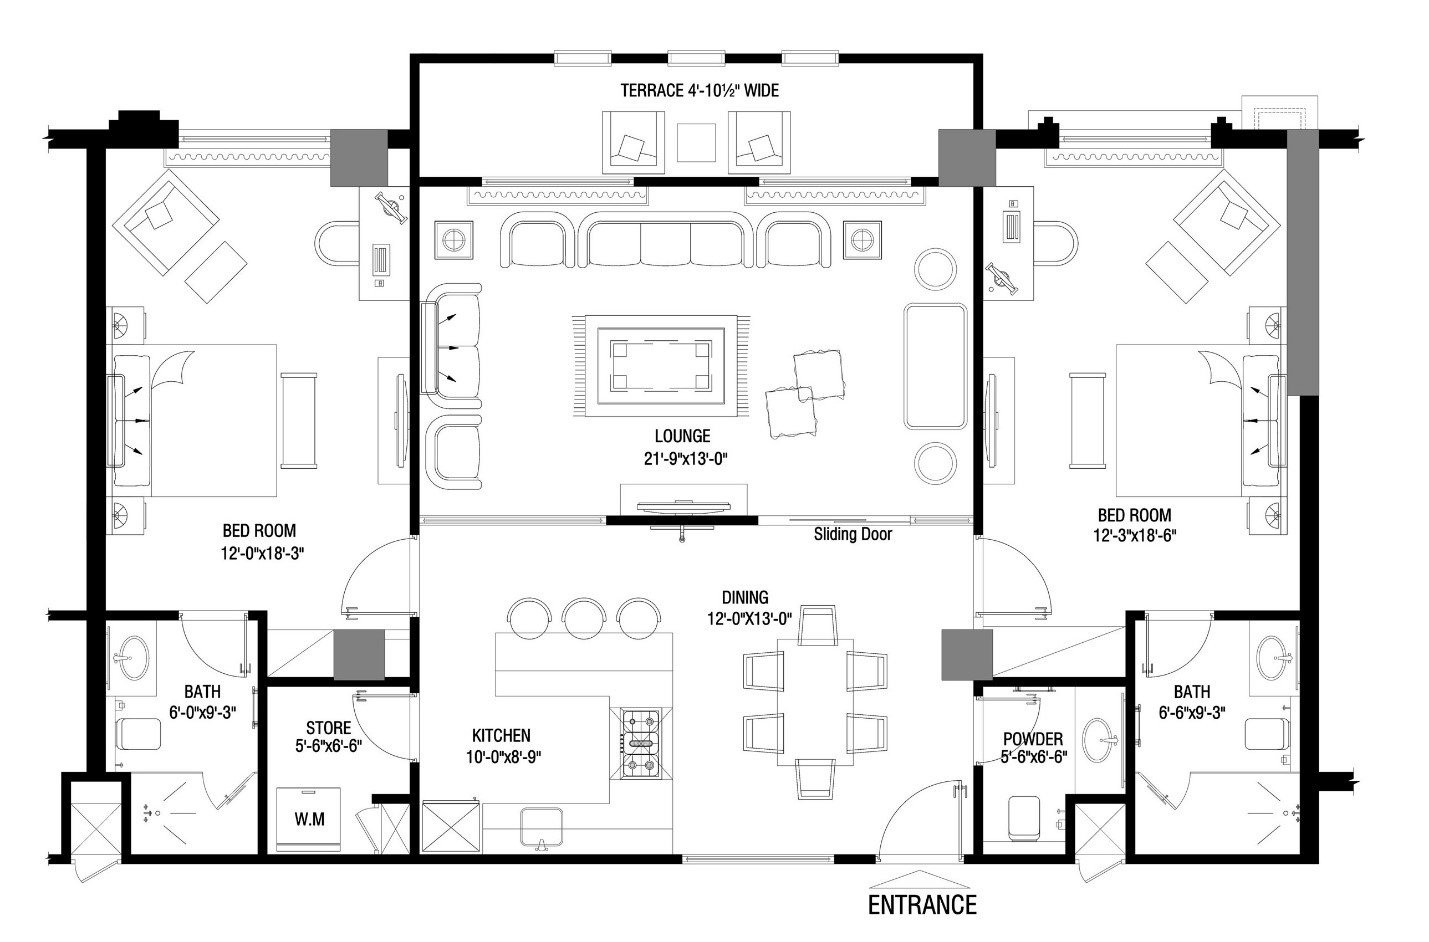 TERRACE 4'-10½" WIDE
LOUNGE
21'-9"x13'-0"
BED ROOM
12'-0"x18'-3"
BED ROOM
12'-3"x18'-6"
Sliding Door
DINING
12'-0"X13'-0"
BATH
6'-0"x9'-3"
STORE
5'-6"x6'-6"
KITCHEN
10'-0"x8'-9"
POWDER
5'-6"x6'-6"
BATH
6'-6"x9'-3"
W.M
ENTRANCE